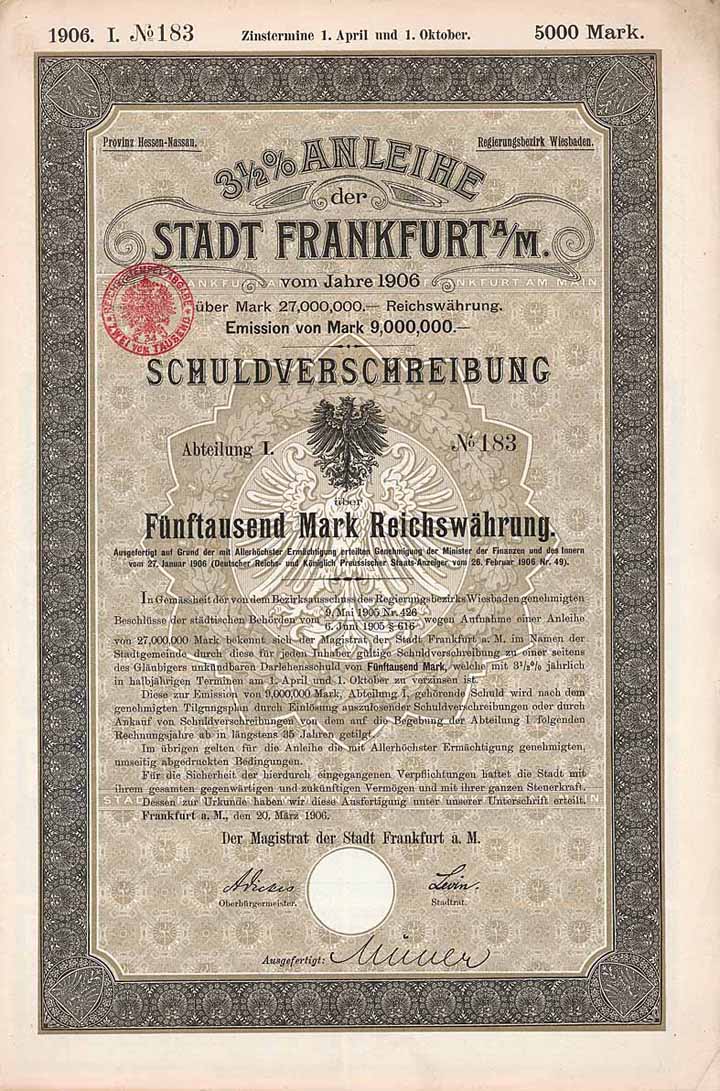 1906. I. № 183 Zinstermine 1. April und 1. Oktober. 5000 Mark.
Provinz Hessen-Nassau. Regierungsbezirk Wiesbaden.
3½% ANLEIHE
der
STADT FRANKFURT A/M.
vom Jahre 1906
FRANKFURT AM MAIN
über Mark 27,000,000.— Reichswährung.
Emission von Mark 9,000,000.—
REICHSSTEMPEL-ABGABE
ZWEI VOM TAUSEND
SCHULDVERSCHREIBUNG
Abteilung I. № 183
über
Fünftausend Mark Reichswährung.
Ausgefertigt auf Grund der mit Allerhöchster Ermächtigung erteilten Genehmigung der Minister der Finanzen und des Innern
vom 27. Januar 1906 (Deutscher Reichs- und Königlich Preussischer Staats-Anzeiger vom 26. Februar 1906 Nr. 49).
In Gemässheit der von dem Bezirksausschuss des Regierungsbezirks Wiesbaden genehmigten
Beschlüsse der städtischen Behörden vom 9. Mai 1905 Nr. 426 / 6. Juni 1905 § 616 wegen Aufnahme einer Anleihe
von 27,000,000 Mark bekennt sich der Magistrat der Stadt Frankfurt a. M. im Namen der
Stadtgemeinde durch diese für jeden Inhaber gültige Schuldverschreibung zu einer seitens
des Gläubigers unkündbaren Darlehensschuld von Fünftausend Mark, welche mit 3½% jährlich
in halbjährigen Terminen am 1. April und 1. Oktober zu verzinsen ist.
Diese zur Emission von 9,000,000 Mark, Abteilung I, gehörende Schuld wird nach dem
genehmigten Tilgungsplan durch Einlösung auszulosender Schuldverschreibungen oder durch
Ankauf von Schuldverschreibungen von dem auf die Begebung der Abteilung I folgenden
Rechnungsjahre ab in längstens 35 Jahren getilgt.
Im übrigen gelten für die Anleihe die mit Allerhöchster Ermächtigung genehmigten,
umseitig abgedruckten Bedingungen.
Für die Sicherheit der hierdurch eingegangenen Verpflichtungen haftet die Stadt mit
ihrem gesamten gegenwärtigen und zukünftigen Vermögen und mit ihrer ganzen Steuerkraft.
Dessen zur Urkunde haben wir diese Ausfertigung unter unserer Unterschrift erteilt.
Frankfurt a. M., den 20. März 1906.
Der Magistrat der Stadt Frankfurt a. M.
Adickes Levin.
Oberbürgermeister. Stadtrat.
Ausgefertigt: Müller